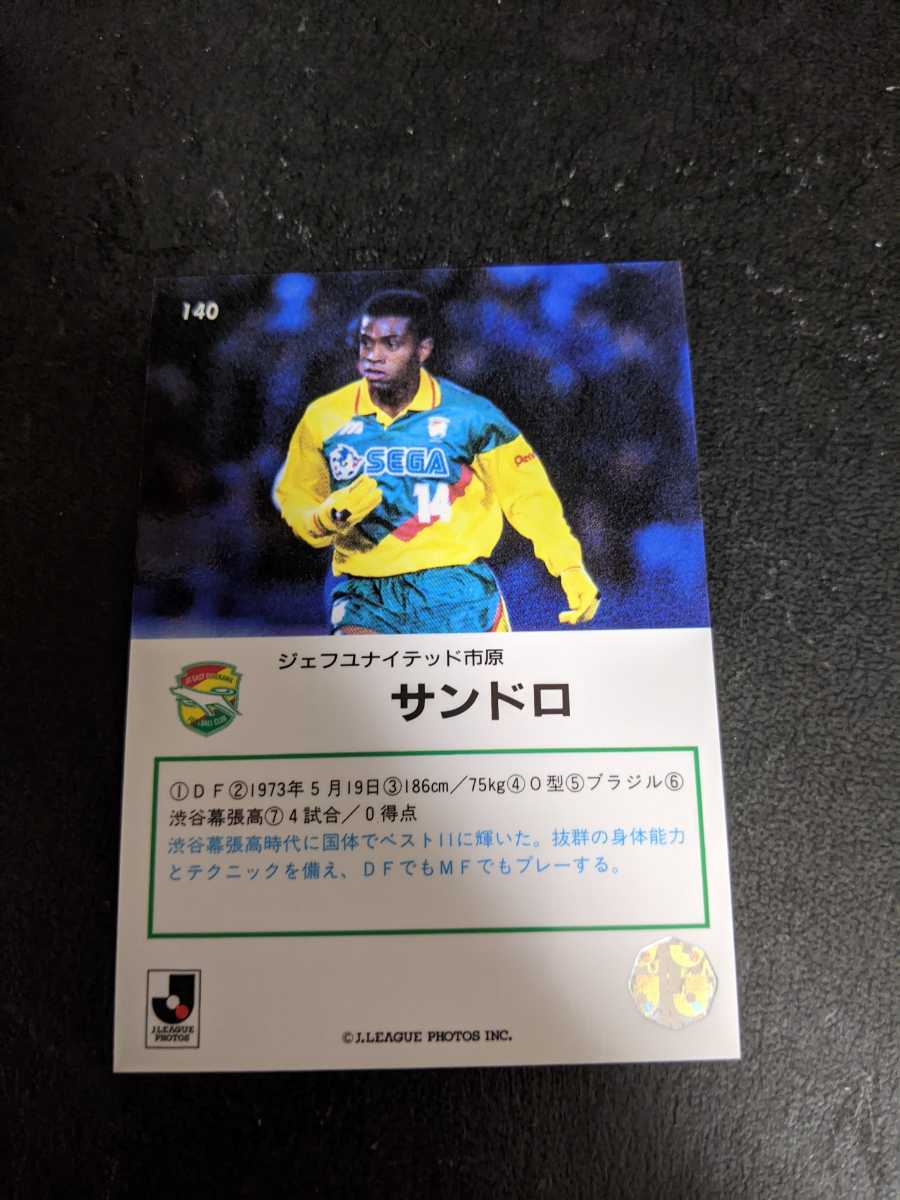 140
SEGA
14
ジェフユナイテッド市原
サンドロ
①ＤＦ②1973年５月19日③186cm／75kg④Ｏ型⑤ブラジル⑥
渋谷幕張高⑦４試合／０得点
渋谷幕張高時代に国体でベスト11に輝いた。抜群の身体能力
とテクニックを備え、ＤＦでもＭＦでもプレーする。
J.LEAGUE
PHOTOS
©J.LEAGUE PHOTOS INC.